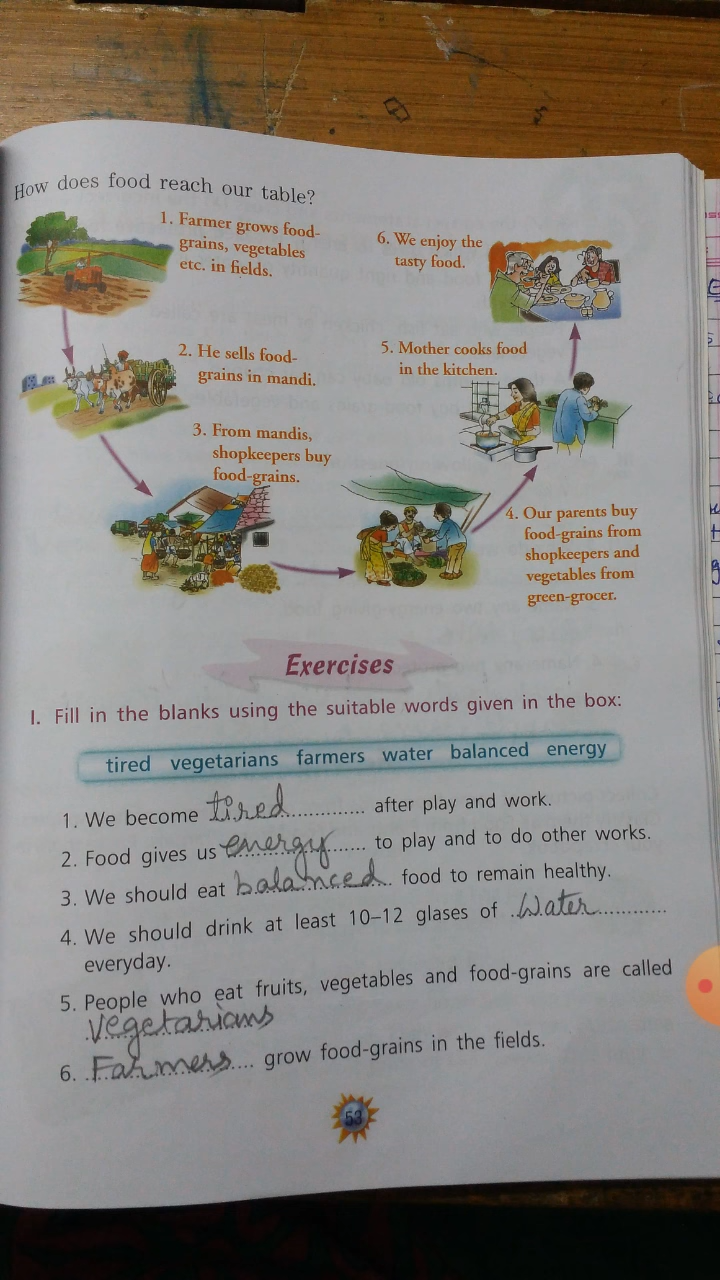 How does food reach our table?
1. Farmer grows food-
grains, vegetables
etc. in fields.
2. He sells food-
grains in mandi.
3. From mandis,
shopkeepers buy
food-grains.
4. Our parents buy
food-grains from
shopkeepers and
vegetables from
green-grocer.
5. Mother cooks food
in the kitchen.
6. We enjoy the
tasty food.
Exercises
I. Fill in the blanks using the suitable words given in the box:
tired vegetarians farmers water balanced energy
1. We become tired ............ after play and work.
2. Food gives us energy ...... to play and to do other works.
3. We should eat balanced .. food to remain healthy.
4. We should drink at least 10–12 glases of Water ............
everyday.
5. People who eat fruits, vegetables and food-grains are called
Vegetarians
6. Farmers .... grow food-grains in the fields.
53